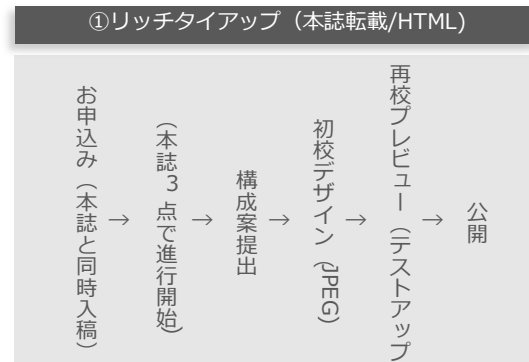 ①リッチタイアップ（本誌転載/HTML)
お申込み（本誌と同時入稿）
→
（本誌３点で進行開始）
→
構成案提出
→
初校デザイン（JPEG）
→
再校プレビュー（テストアップ
→
公開